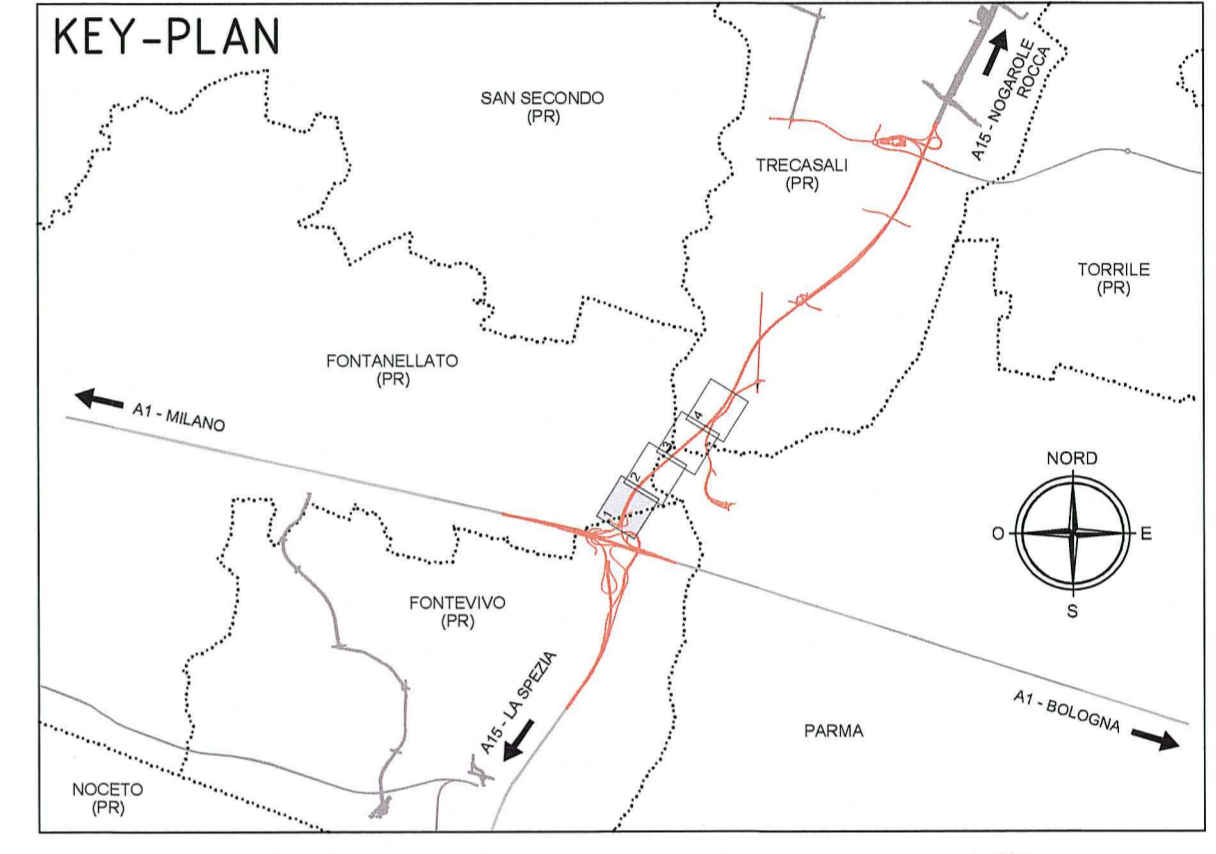 KEY-PLAN
SAN SECONDO
(PR)
A15 - NOGAROLE
ROCCA
TRECASALI
(PR)
TORRILE
(PR)
FONTANELLATO
(PR)
A1 - MILANO
4
3
2
1
NORD
O
E
S
FONTEVIVO
(PR)
A15 - LA SPEZIA
A1 - BOLOGNA
PARMA
NOCETO
(PR)